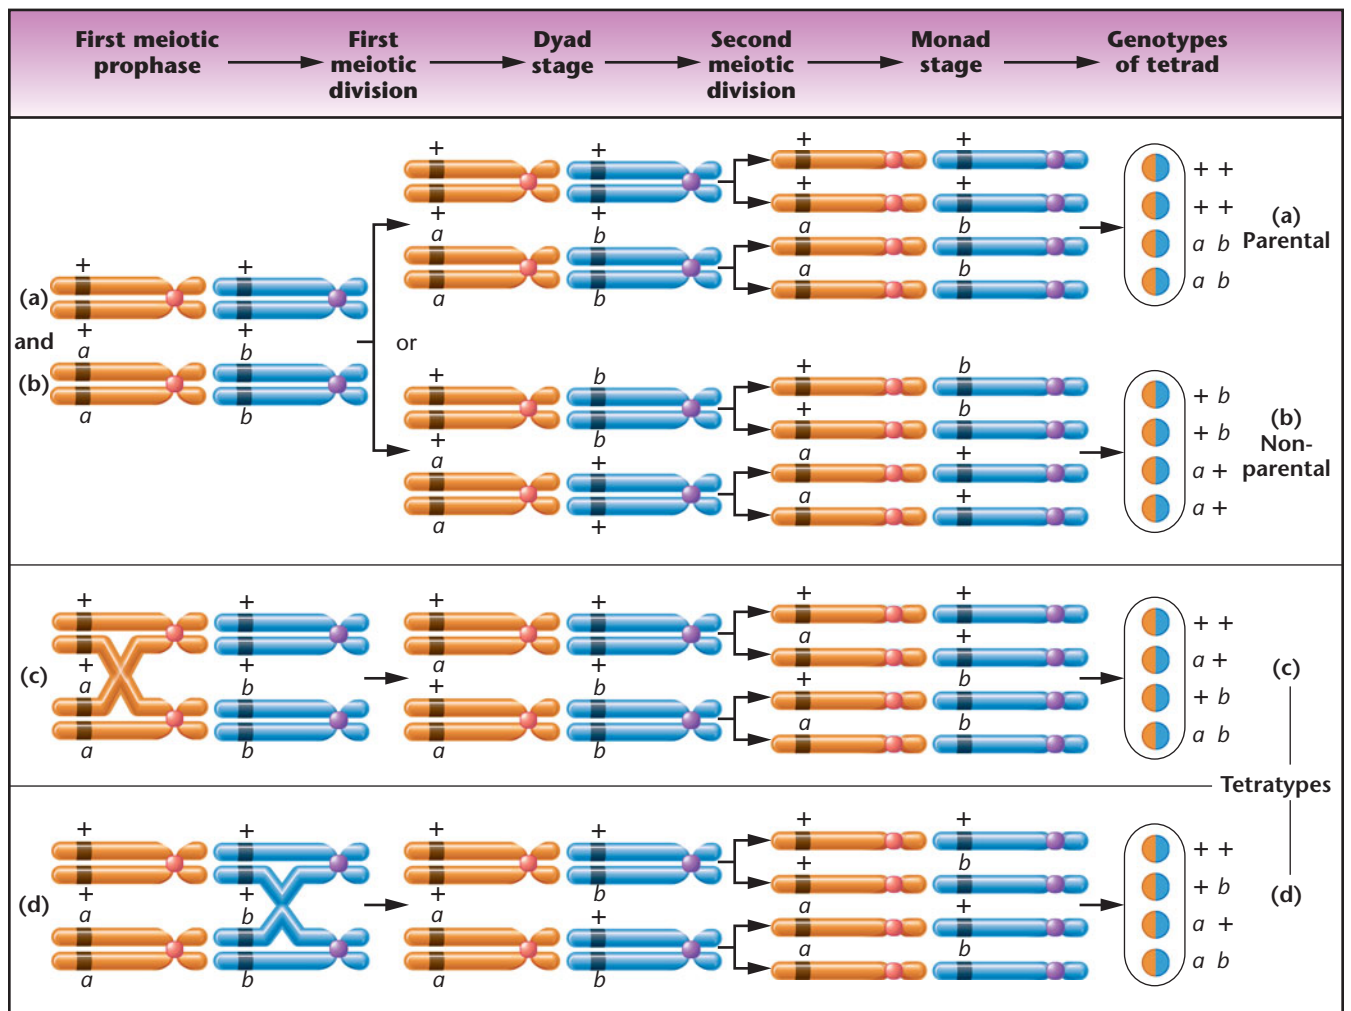 First meiotic prophase
First meiotic division
Dyad stage
Second meiotic division
Monad stage
Genotypes of tetrad
(a)
and
(b)
+ +
+ +
a b
a b
or
+ +
+ +
a b
a b
+ b
+ b
a +
a +
+ +
+ +
a b
a b
+ b
+ b
a +
a +
+ +
+ +
a b
a b
(a)
Parental
+ b
+ b
a +
a +
(b)
Non-
parental
(c)
+ +
+ +
a b
a b
+ +
a +
+ b
a b
+ +
a +
+ b
a b
+ +
a +
+ b
a b
(c)
Tetratypes
(d)
+ +
+ +
a b
a b
+ +
+ b
a +
a b
+ +
+ b
a +
a b
+ +
+ b
a +
a b
(d)